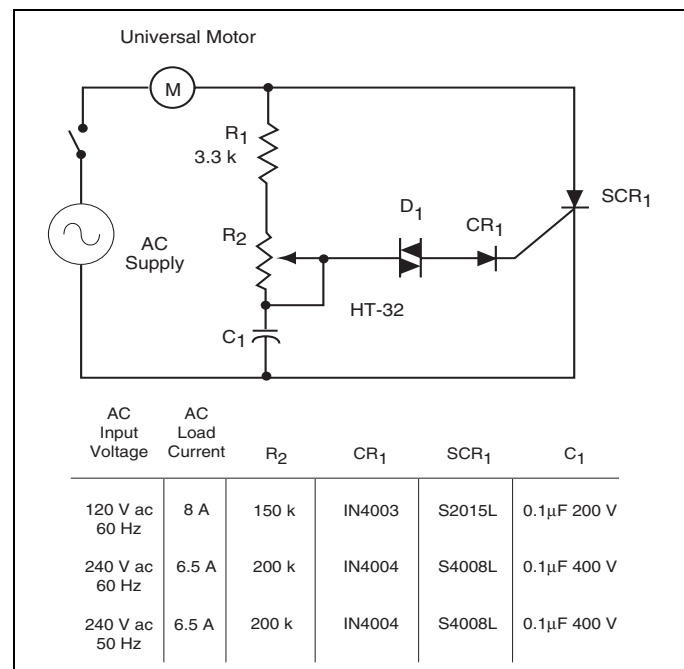 Universal Motor
M
R1
3.3 k
SCR1
D1
CR1
R2
AC
Supply
HT-32
C1
AC
Input
Voltage
AC
Load
Current
R2
CR1
SCR1
C1
120 V ac
60 Hz
8 A
150 k
IN4003
S2015L
0.1µF 200 V
240 V ac
60 Hz
6.5 A
200 k
IN4004
S4008L
0.1µF 400 V
240 V ac
50 Hz
6.5 A
200 k
IN4004
S4008L
0.1µF 400 V